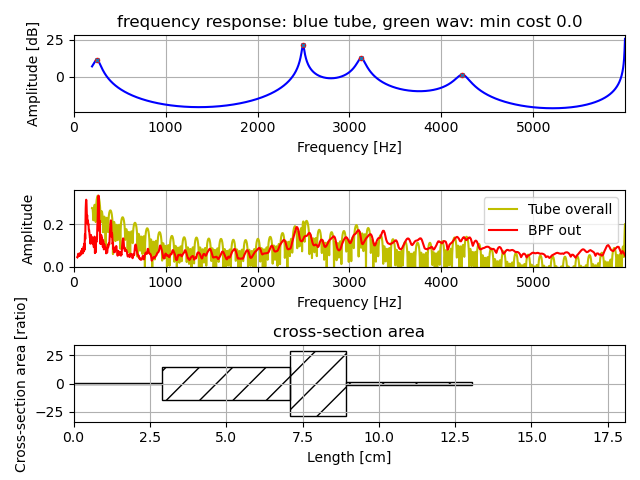 frequency response: blue tube, green wav: min cost 0.0
Amplitude [dB]
25
0
0 1000 2000 3000 4000 5000
Frequency [Hz]
Amplitude
0.2
0.0
Tube overall
BPF out
0 1000 2000 3000 4000 5000
Frequency [Hz]
cross-section area
Cross-section area [ratio]
25
0
−25
0.0 2.5 5.0 7.5 10.0 12.5 15.0 17.5
Length [cm]